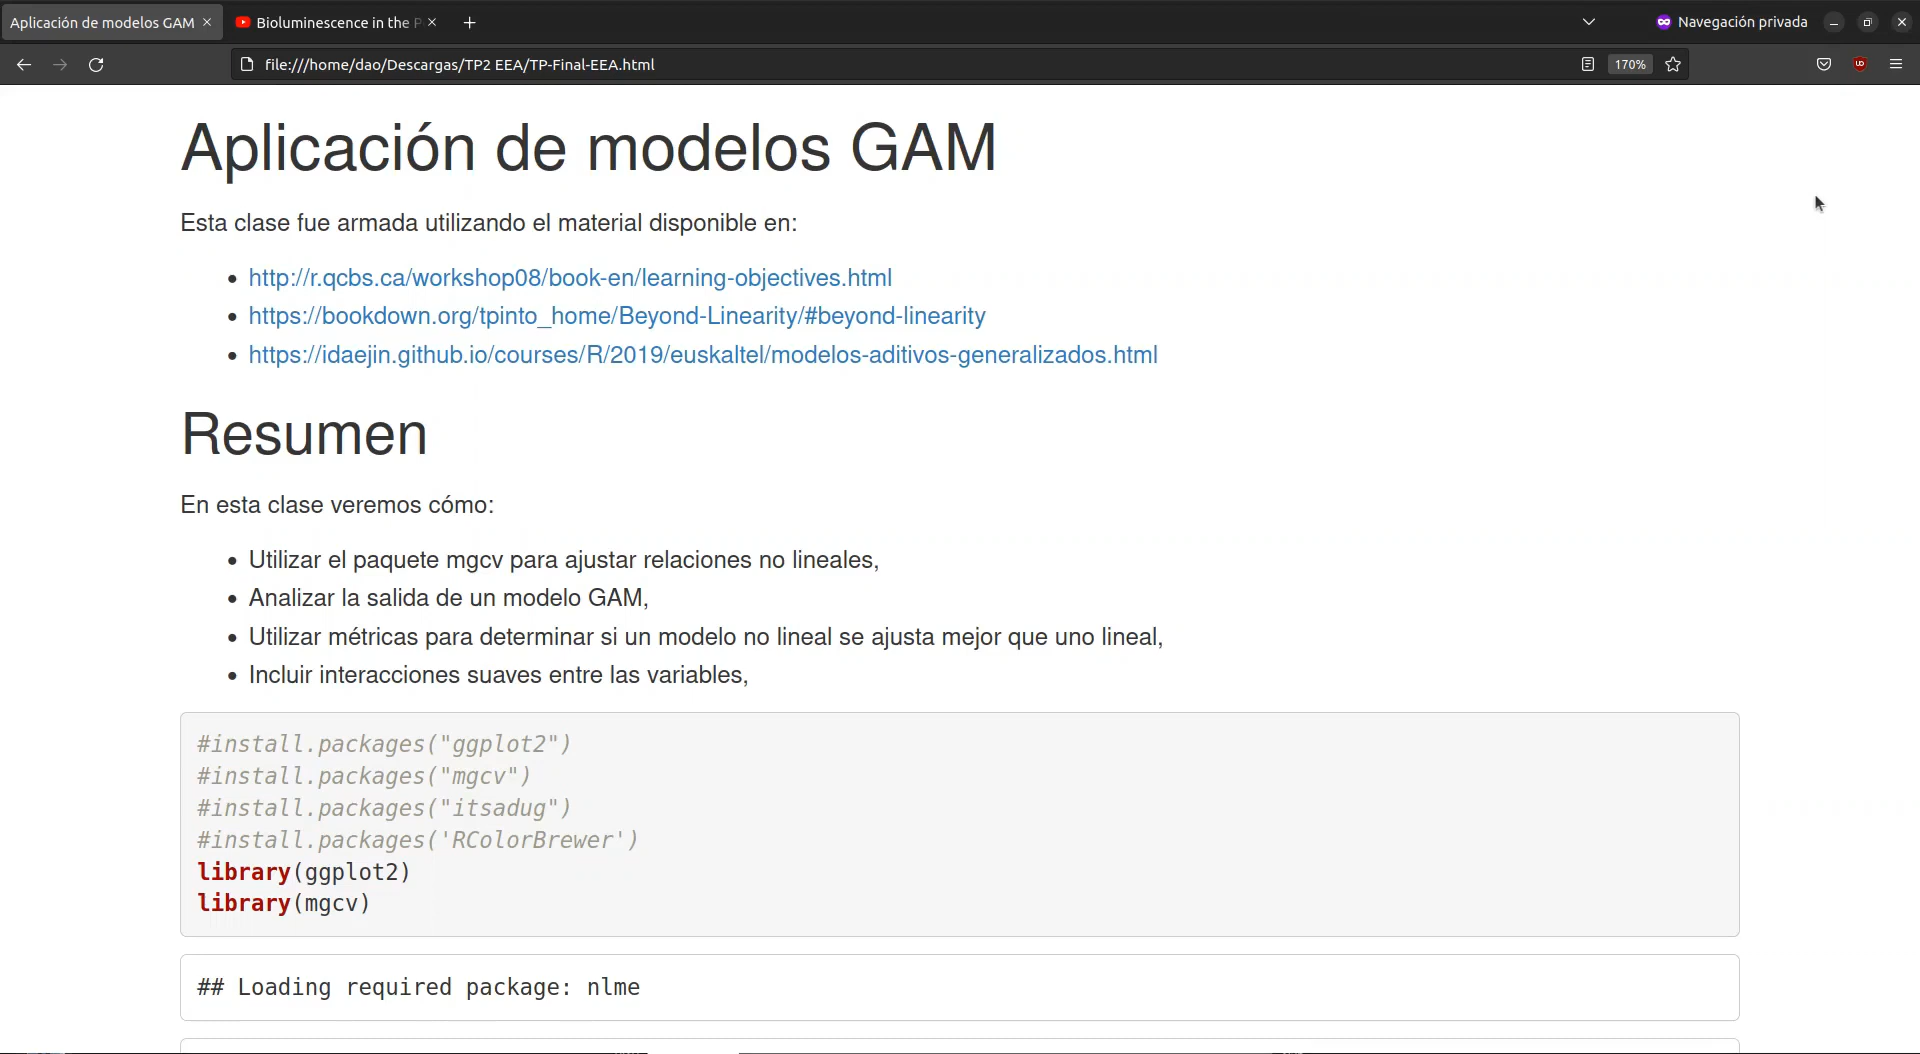 Aplicación de modelos GAM
Bioluminescence in the
Navegación privada
file:///home/dao/Descargas/TP2 EEA/TP-Final-EEA.html
170%
Aplicación de modelos GAM
Esta clase fue armada utilizando el material disponible en:
http://r.qcbs.ca/workshop08/book-en/learning-objectives.html
https://bookdown.org/tpinto_home/Beyond-Linearity/#beyond-linearity
https://idaejin.github.io/courses/R/2019/euskaltel/modelos-aditivos-generalizados.html
Resumen
En esta clase veremos cómo:
Utilizar el paquete mgcv para ajustar relaciones no lineales,
Analizar la salida de un modelo GAM,
Utilizar métricas para determinar si un modelo no lineal se ajusta mejor que uno lineal,
Incluir interacciones suaves entre las variables,
#install.packages("ggplot2")
#install.packages("mgcv")
#install.packages("itsadug")
#install.packages('RColorBrewer')
library(ggplot2)
library(mgcv)
## Loading required package: nlme